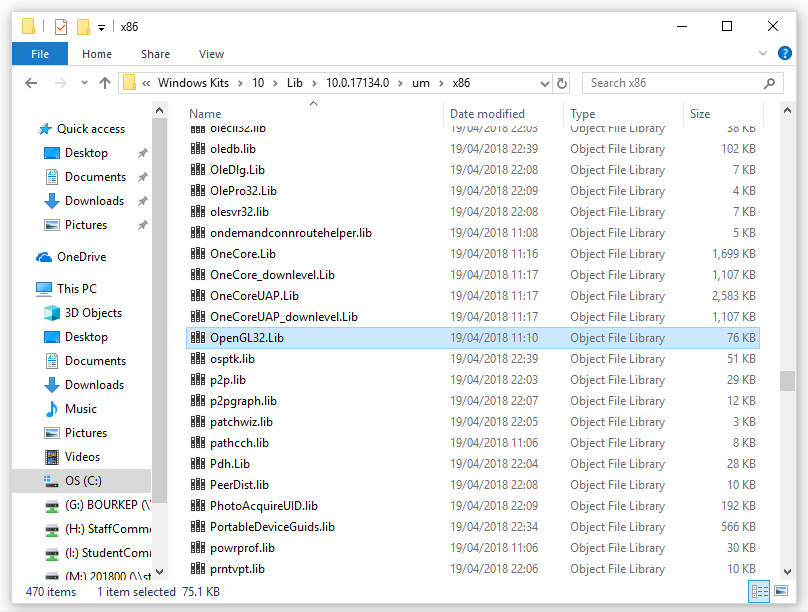 x86
File Home Share View
« Windows Kits > 10 > Lib > 10.0.17134.0 > um > x86
Search x86
Quick access
Desktop
Documents
Downloads
Pictures
OneDrive
This PC
3D Objects
Desktop
Documents
Downloads
Music
Pictures
Videos
OS (C:)
(G:) BOURKEP (\\
(H:) StaffComm
(I:) StudentComm
(M:) 201800 (\\st
Name Date modified Type Size
olecli32.lib 19/04/2018 22:03 Object File Library 38 KB
oledb.lib 19/04/2018 22:39 Object File Library 102 KB
OleDlg.Lib 19/04/2018 22:08 Object File Library 7 KB
OlePro32.Lib 19/04/2018 22:09 Object File Library 4 KB
olesvr32.lib 19/04/2018 22:08 Object File Library 7 KB
ondemandconnroutehelper.lib 19/04/2018 11:08 Object File Library 5 KB
OneCore.Lib 19/04/2018 11:16 Object File Library 1,699 KB
OneCore_downlevel.Lib 19/04/2018 11:17 Object File Library 1,107 KB
OneCoreUAP.Lib 19/04/2018 11:17 Object File Library 2,583 KB
OneCoreUAP_downlevel.Lib 19/04/2018 11:17 Object File Library 1,107 KB
OpenGL32.Lib 19/04/2018 11:10 Object File Library 76 KB
osptk.lib 19/04/2018 22:39 Object File Library 51 KB
p2p.lib 19/04/2018 22:03 Object File Library 29 KB
p2pgraph.lib 19/04/2018 22:07 Object File Library 12 KB
patchwiz.lib 19/04/2018 22:05 Object File Library 3 KB
pathcch.lib 19/04/2018 11:06 Object File Library 8 KB
Pdh.Lib 19/04/2018 22:04 Object File Library 28 KB
PeerDist.lib 19/04/2018 22:08 Object File Library 10 KB
PhotoAcquireUID.lib 19/04/2018 22:09 Object File Library 192 KB
PortableDeviceGuids.lib 19/04/2018 22:34 Object File Library 566 KB
powrprof.lib 19/04/2018 11:06 Object File Library 30 KB
prntvpt.lib 19/04/2018 22:06 Object File Library 10 KB
470 items 1 item selected 75.1 KB